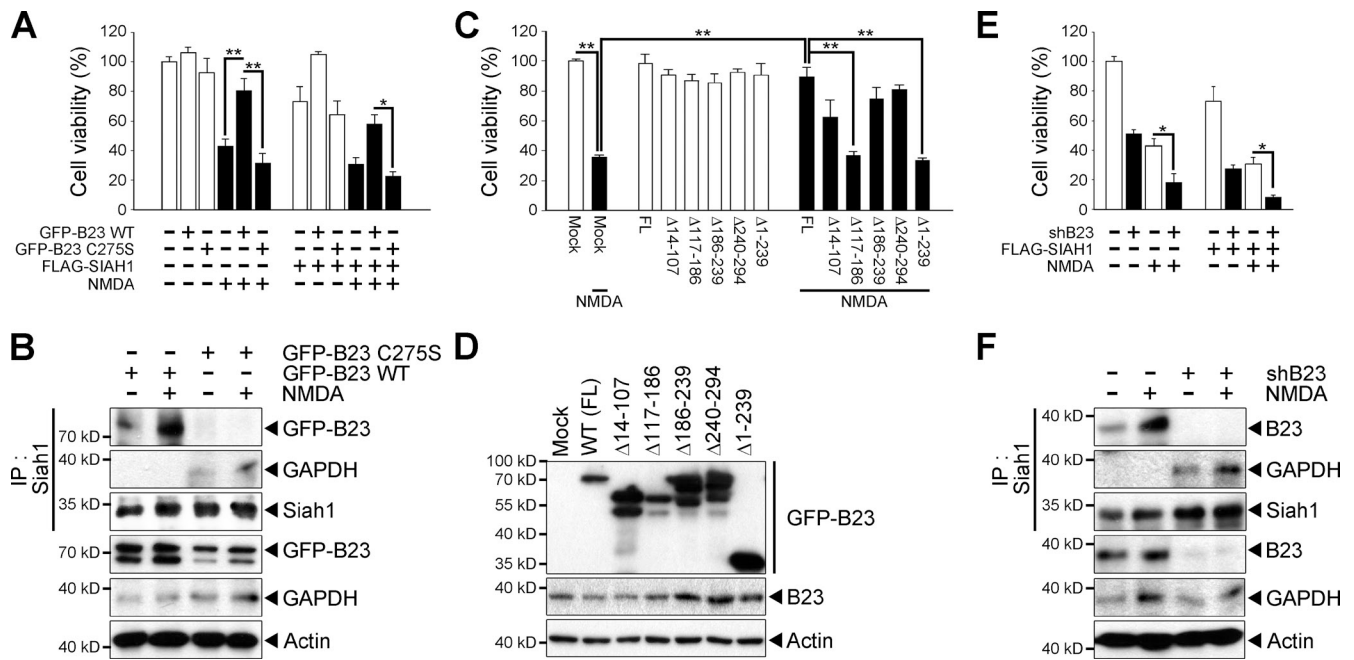 A
Cell viability (%)
120
100
80
60
40
20
0
**
**
*
GFP-B23 WT - + - - + - - + - - + -
GFP-B23 C275S - - + - - + - - + - - +
FLAG-SIAH1 - - - - - - + + + + + +
NMDA - - - + + + - - - + + +
C
Cell viability (%)
120
100
80
60
40
20
0
**
**
**
**
Mock
Mock
FL
Δ14-107
Δ117-186
Δ186-239
Δ240-294
Δ1-239
FL
Δ14-107
Δ117-186
Δ186-239
Δ240-294
Δ1-239
NMDA
NMDA
E
Cell viability (%)
120
100
80
60
40
20
0
*
*
shB23 - + - + - + - +
FLAG-SIAH1 - - - - + + + +
NMDA - - + + - - + +
B
- - + + GFP-B23 C275S
+ + - - GFP-B23 WT
- + - + NMDA
IP : Siah1
70 kD GFP-B23
40 kD GAPDH
35 kD Siah1
70 kD GFP-B23
40 kD GAPDH
40 kD Actin
D
Mock
WT (FL)
Δ14-107
Δ117-186
Δ186-239
Δ240-294
Δ1-239
100 kD
70 kD
55 kD
40 kD
35 kD
GFP-B23
40 kD B23
40 kD Actin
F
- - + + shB23
- + - + NMDA
IP : Siah1
40 kD B23
40 kD GAPDH
35 kD Siah1
40 kD B23
40 kD GAPDH
40 kD Actin